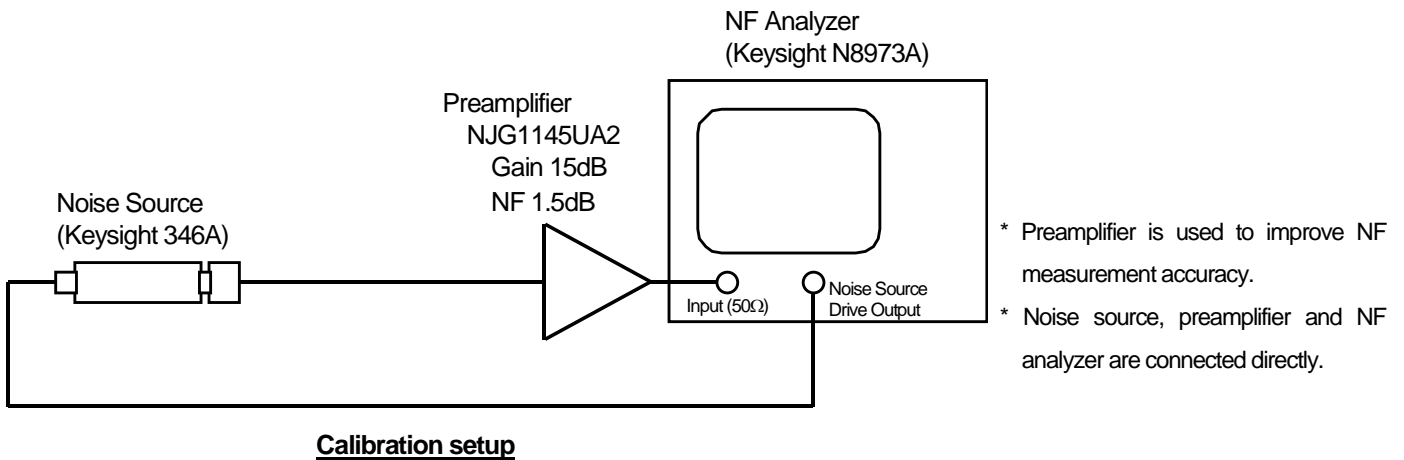 NF Analyzer
(Keysight N8973A)
Preamplifier
NJG1145UA2
Gain 15dB
NF 1.5dB
Noise Source
(Keysight 346A)
Input (50Ω)
Noise Source
Drive Output
* Preamplifier is used to improve NF
measurement accuracy.
* Noise source, preamplifier and NF
analyzer are connected directly.
Calibration setup